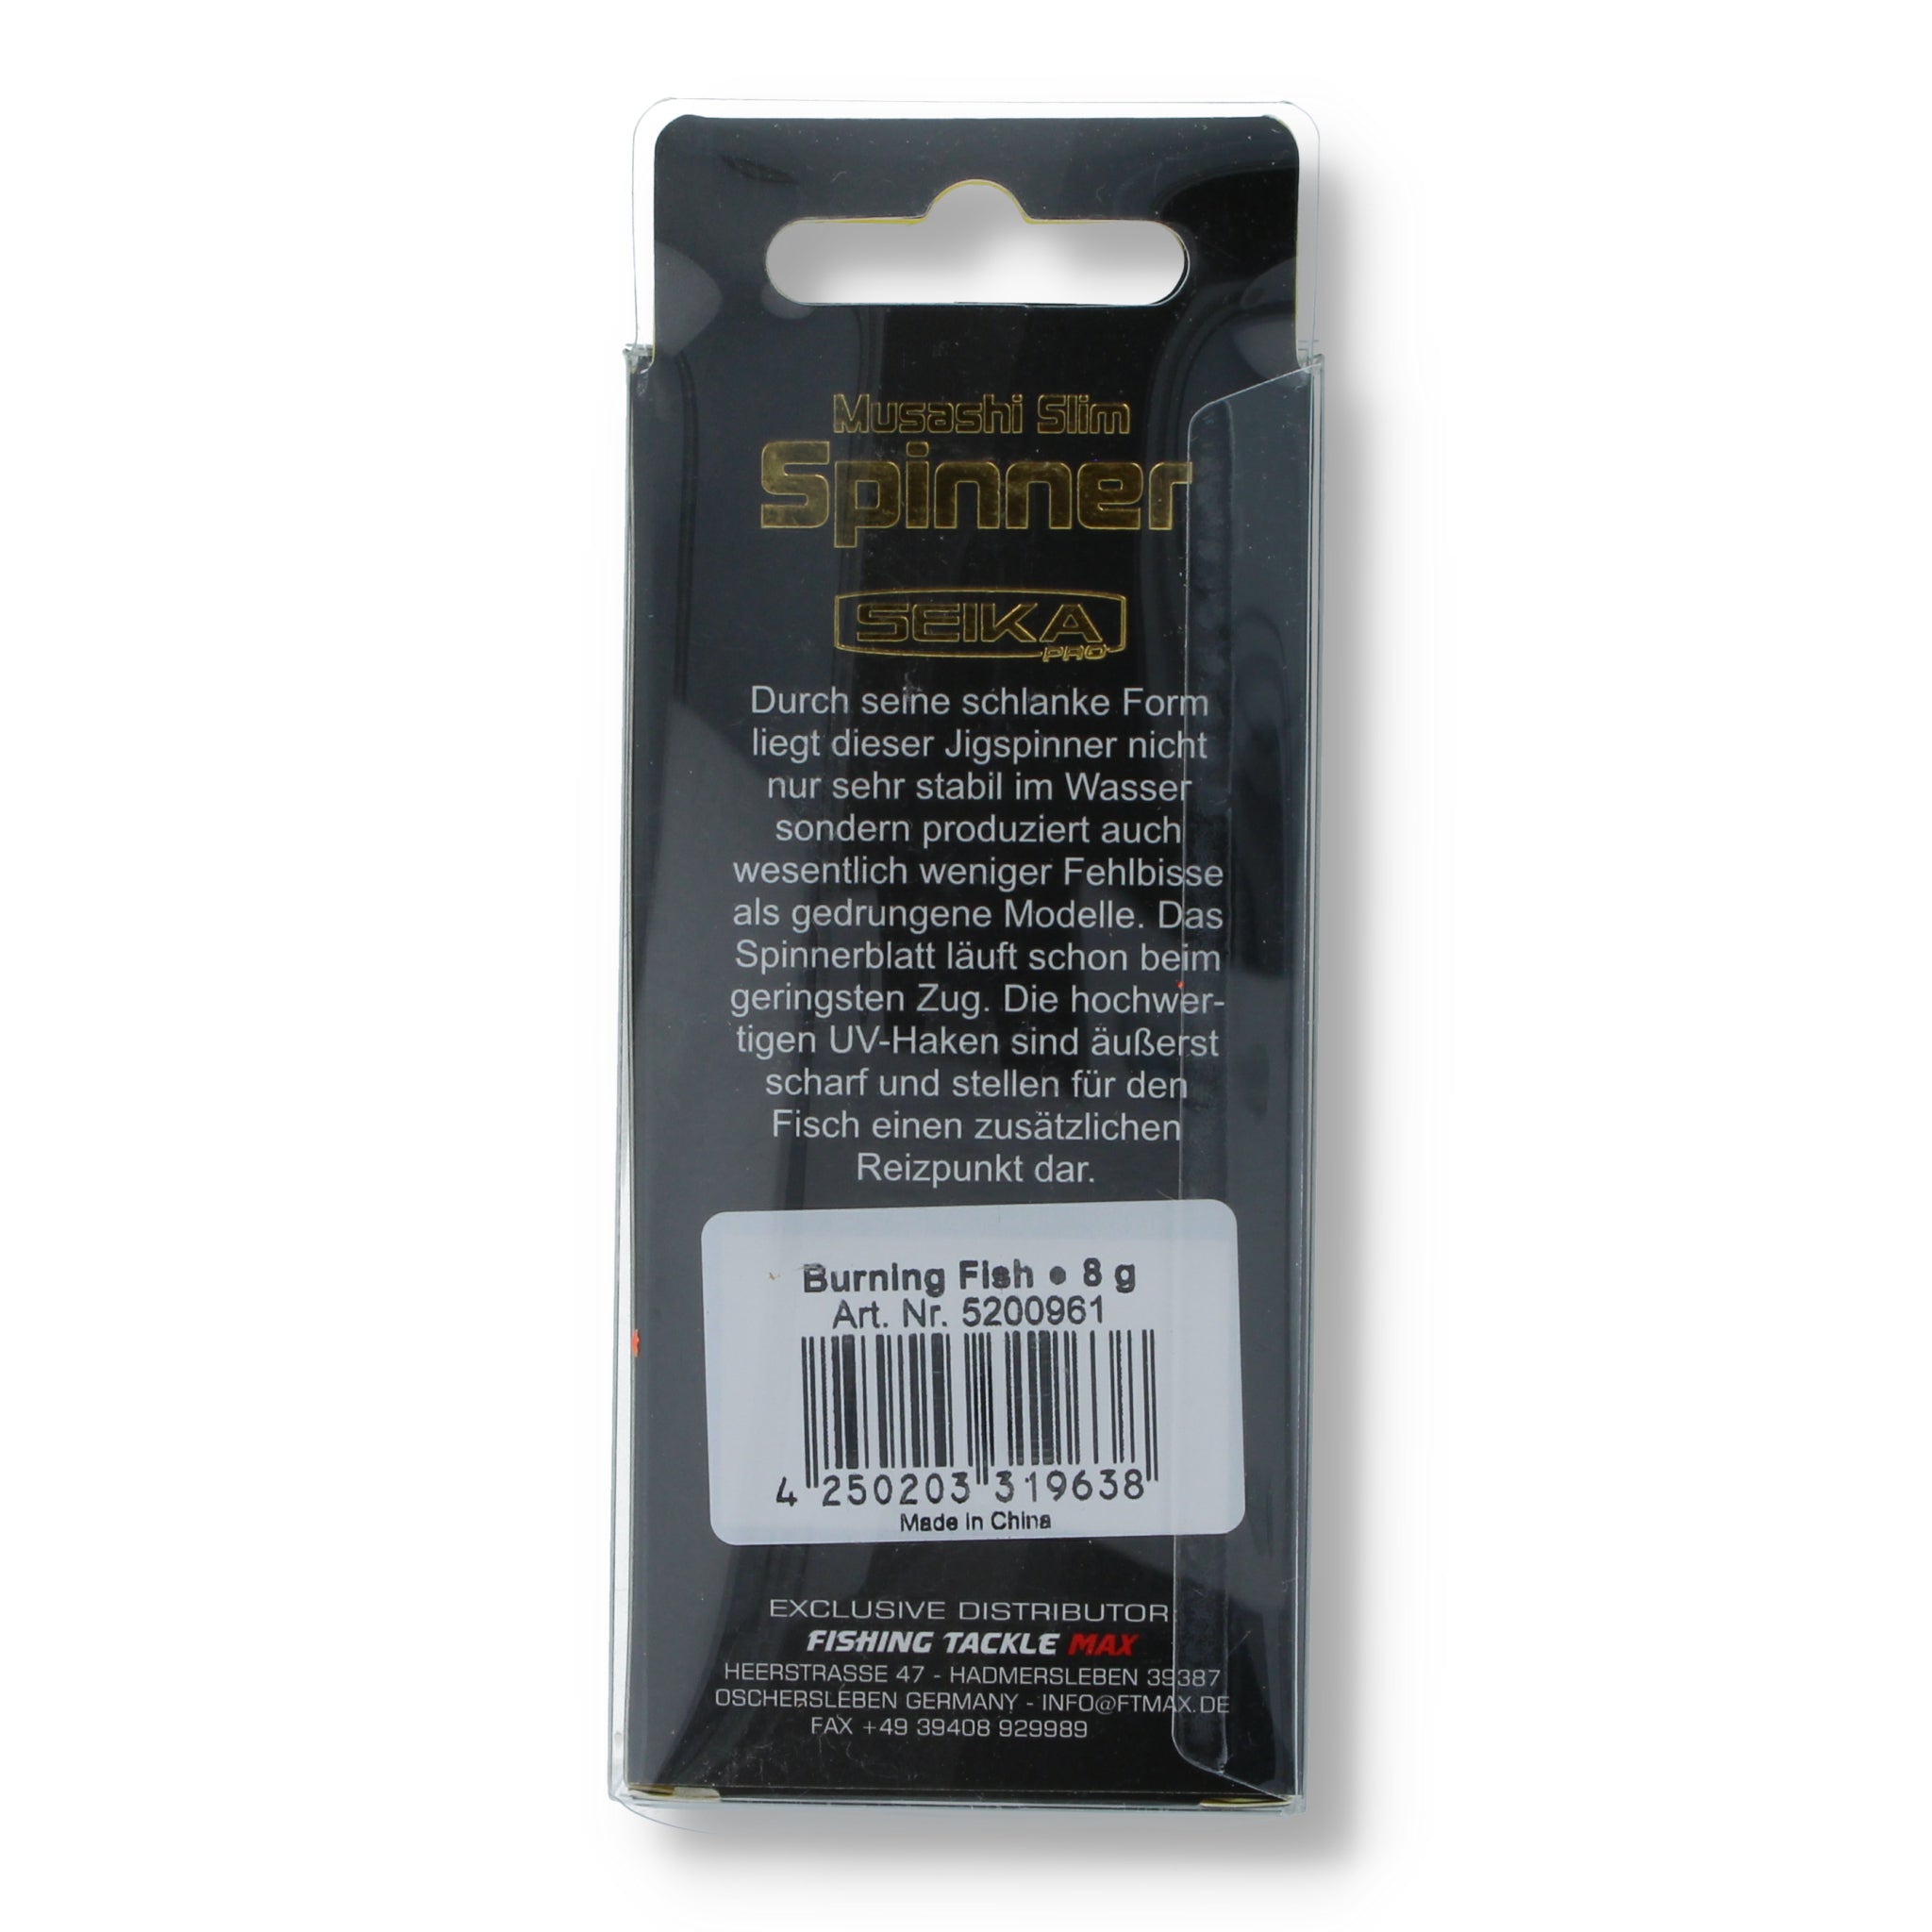 Musashi Slim
Spinner
SEIKA
PRO
Durch seine schlanke Form
liegt dieser Jigspinner nicht
nur sehr stabil im Wasser
sondern produziert auch
wesentlich weniger Fehlbisse
als gedrungene Modelle. Das
Spinnerblatt läuft schon beim
geringsten Zug. Die hochwer-
tigen UV-Haken sind äußerst
scharf und stellen für den
Fisch einen zusätzlichen
Reizpunkt dar.
Burning Fish • 8 g
Art. Nr. 5200961
4 250203 319638
Made in China
EXCLUSIVE DISTRIBUTOR:
FISHING TACKLE MAX
HEERSTRASSE 47 - HADMERSLEBEN 39387
OSCHERSLEBEN GERMANY - INFO@FTMAX.DE
FAX +49 39408 929989